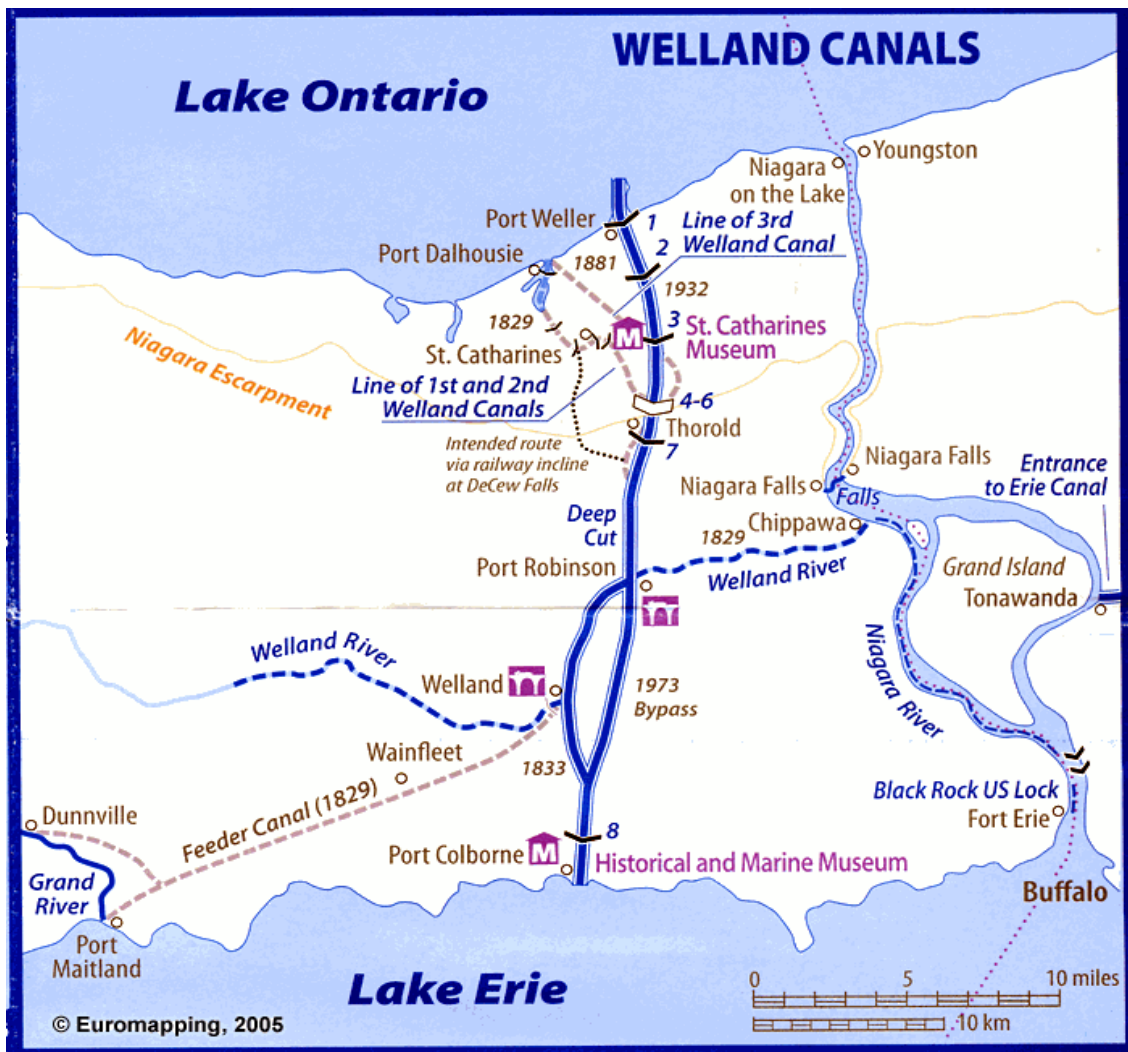 WELLAND CANALS
Lake Ontario
Youngston
Niagara
on the Lake
Port Weller
1
Line of 3rd
Welland Canal
Port Dalhousie
1881
2
1932
1829
3
St. Catharines
Museum
M
St. Catharines
Niagara Escarpment
Line of 1st and 2nd
Welland Canals
4-6
Thorold
7
Intended route
via railway incline
at DeCew Falls
Niagara Falls
Niagara Falls
Falls
Entrance
to Erie Canal
Deep
Cut
Chippawa
1829
Port Robinson
Welland River
Grand Island
Tonawanda
Welland River
Niagara River
Welland
1973
Bypass
Wainfleet
1833
Feeder Canal (1829)
Dunnville
Black Rock US Lock
Fort Erie
8
Port Colborne
M
Historical and Marine Museum
Grand
River
Buffalo
Port
Maitland
Lake Erie
0 5 10 miles
10 km
© Euromapping, 2005